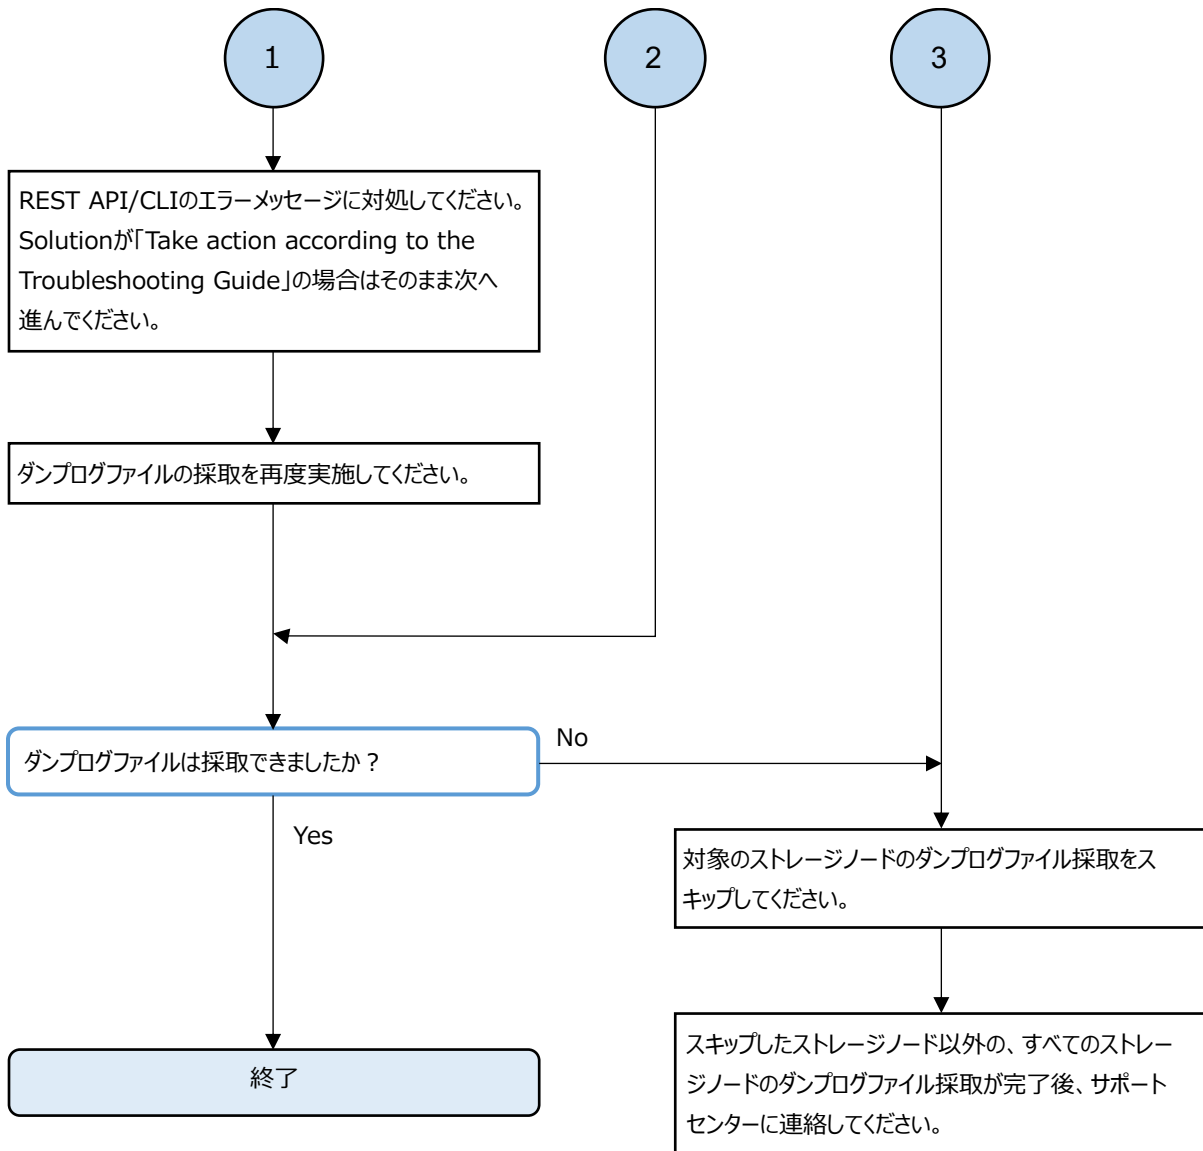 1
2
3
REST API/CLIのエラーメッセージに対処してください。
Solutionが「Take action according to the
Troubleshooting Guide」の場合はそのまま次へ
進んでください。
ダンプログファイルの採取を再度実施してください。
ダンプログファイルは採取できましたか？
No
Yes
対象のストレージノードのダンプログファイル採取をス
キップしてください。
終了
スキップしたストレージノード以外の、すべてのストレー
ジノードのダンプログファイル採取が完了後、サポート
センターに連絡してください。